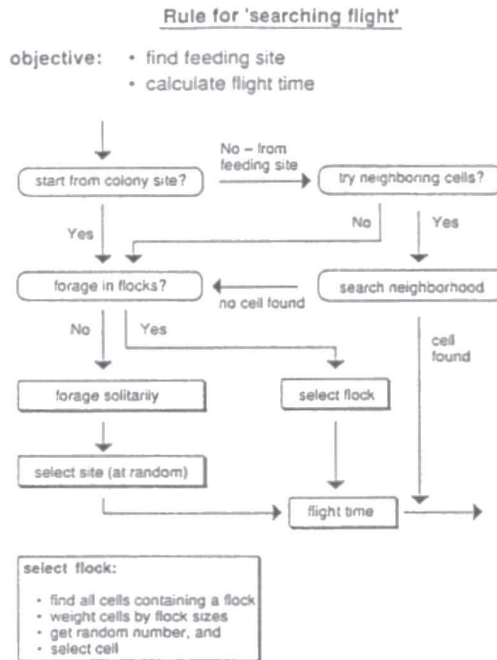 Rule for 'searching flight'
objective: • find feeding site
• calculate flight time
No – from
feeding site
start from colony site?
try neighboring cells?
Yes
No
Yes
forage in flocks?
no cell found
search neighborhood
No
Yes
cell
found
forage solitarily
select flock
select site (at random)
flight time
select flock:
• find all cells containing a flock
• weight cells by flock sizes
• get random number, and
• select cell